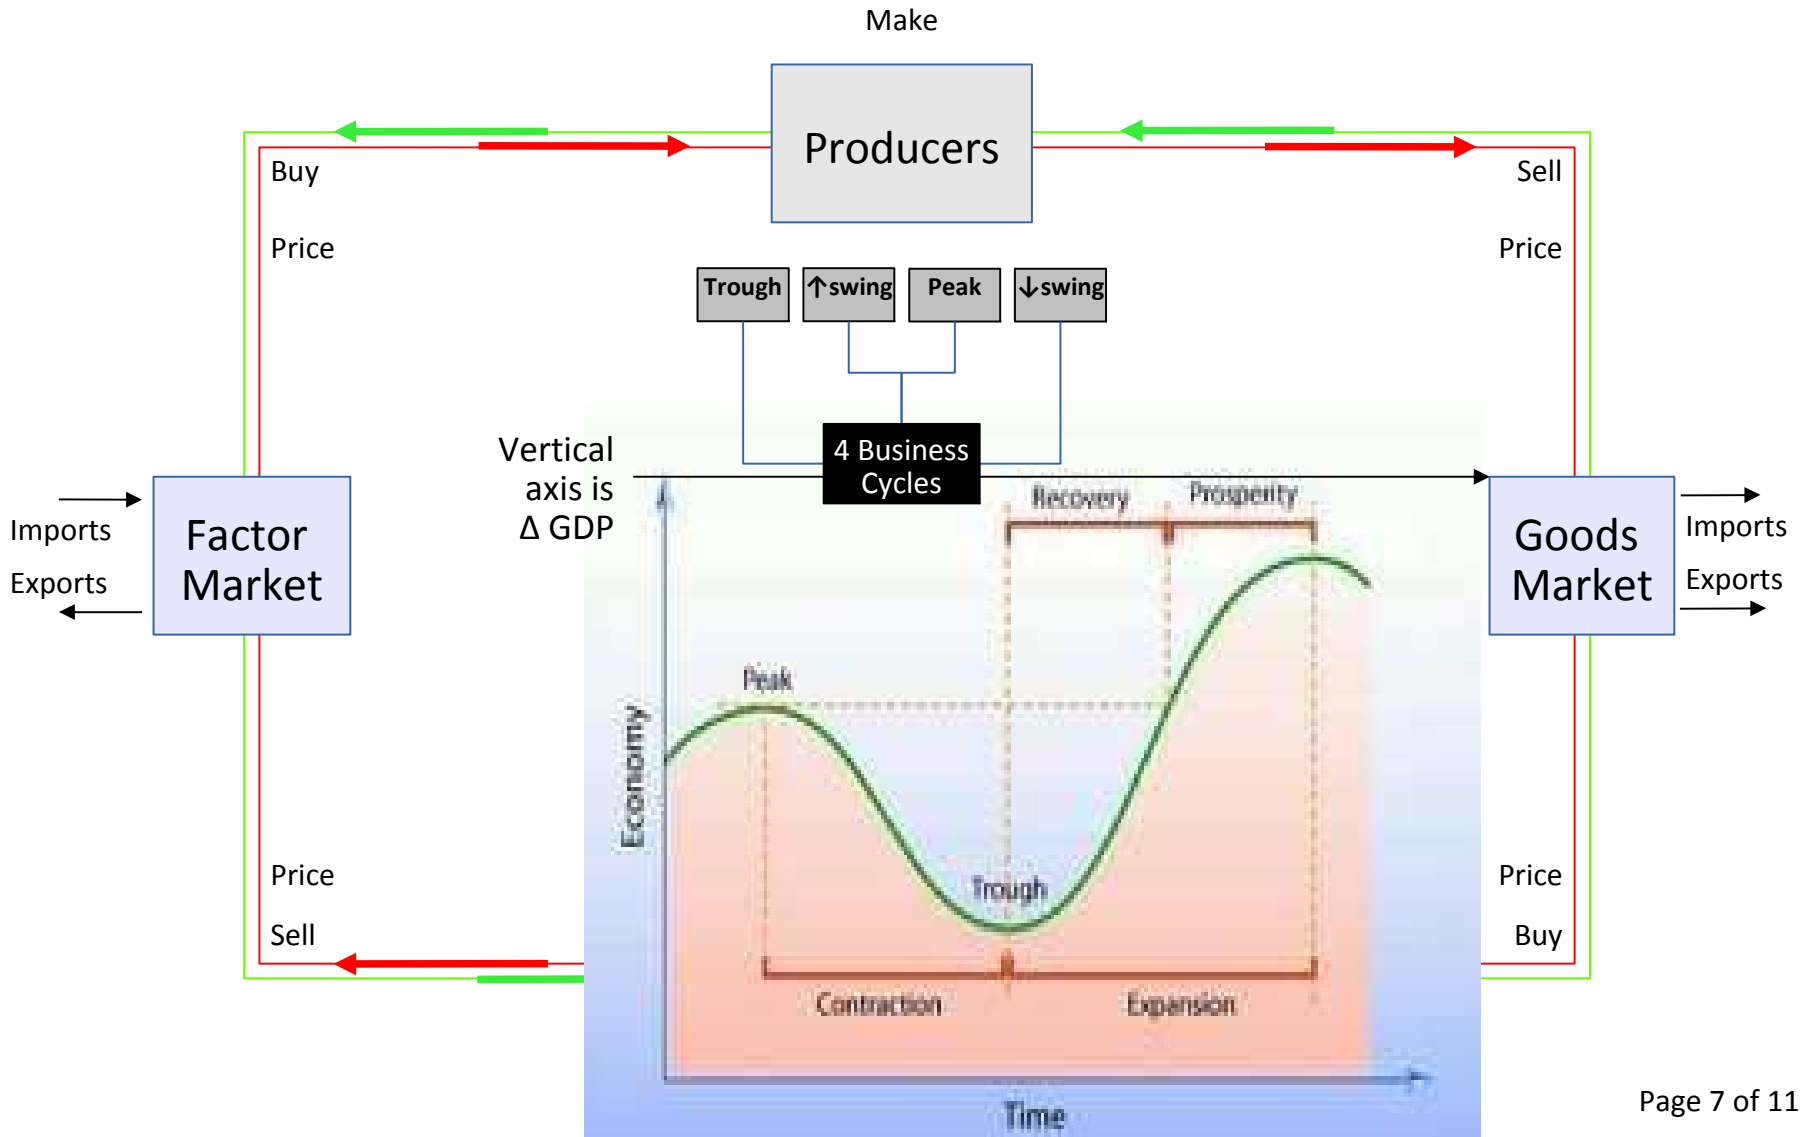 Make
Producers
Buy
Sell
Price
Price
Trough
↑swing
Peak
↓swing
Vertical
axis is
Δ GDP
4 Business
Cycles
Recovery
Prosperity
Imports
Exports
Factor
Market
Goods
Market
Imports
Exports
Peak
Economy
Trough
Price
Sell
Price
Buy
Contraction
Expansion
Time
Page 7 of 11